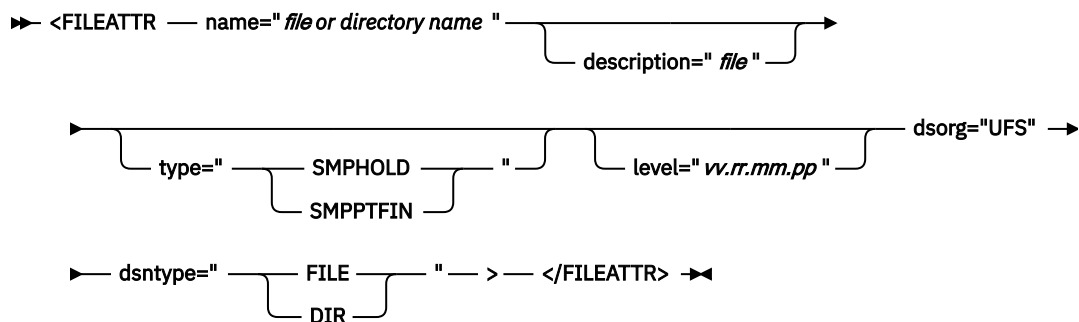 <FILEATTR name=" file or directory name "
description=" file "
type=" SMPHOLD " level=" vv.rr.mm.pp " dsorg="UFS"
SMPPTFIN
dsntype=" FILE " > </FILEATTR>
DIR